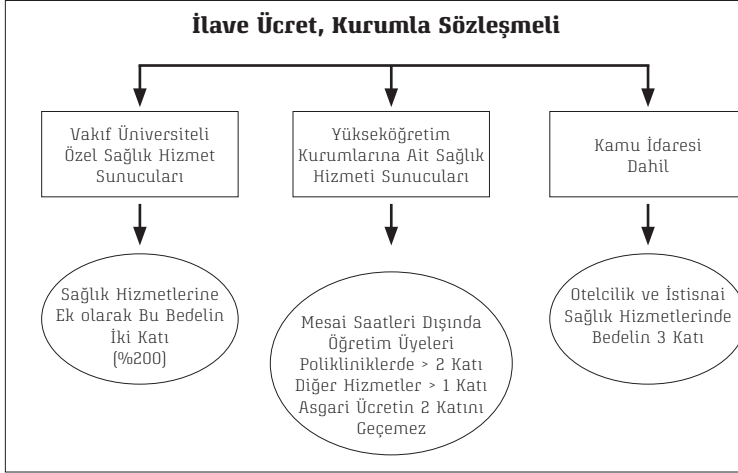 İlave Ücret, Kurumla Sözleşmeli
Vakıf Üniversiteli
Özel Sağlık Hizmet
Sunucuları
Yükseköğretim
Kurumlarına Ait Sağlık
Hizmeti Sunucuları
Kamu İdaresi
Dahil
Sağlık Hizmetlerine
Ek olarak Bu Bedelin
İki Katı
(%200)
Mesai Saatleri Dışında
Öğretim Üyeleri
Polikliniklerde > 2 Katı
Diğer Hizmetler > 1 Katı
Asgari Ücretin 2 Katını
Geçemez
Otelcilik ve İstisnai
Sağlık Hizmetlerinde
Bedelin 3 Katı